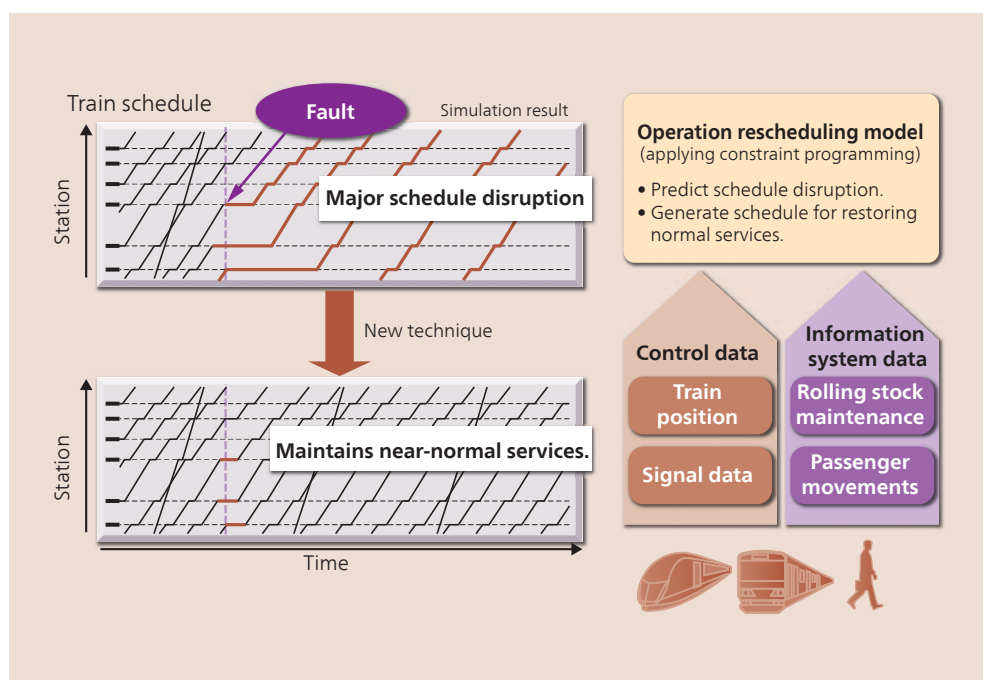 Train schedule
Fault
Simulation result
Station
Major schedule disruption
New technique
Station
Maintains near-normal services.
Time
Operation rescheduling model
(applying constraint programming)
• Predict schedule disruption.
• Generate schedule for restoring
normal services.
Control data
Train
position
Signal data
Information
system data
Rolling stock
maintenance
Passenger
movements